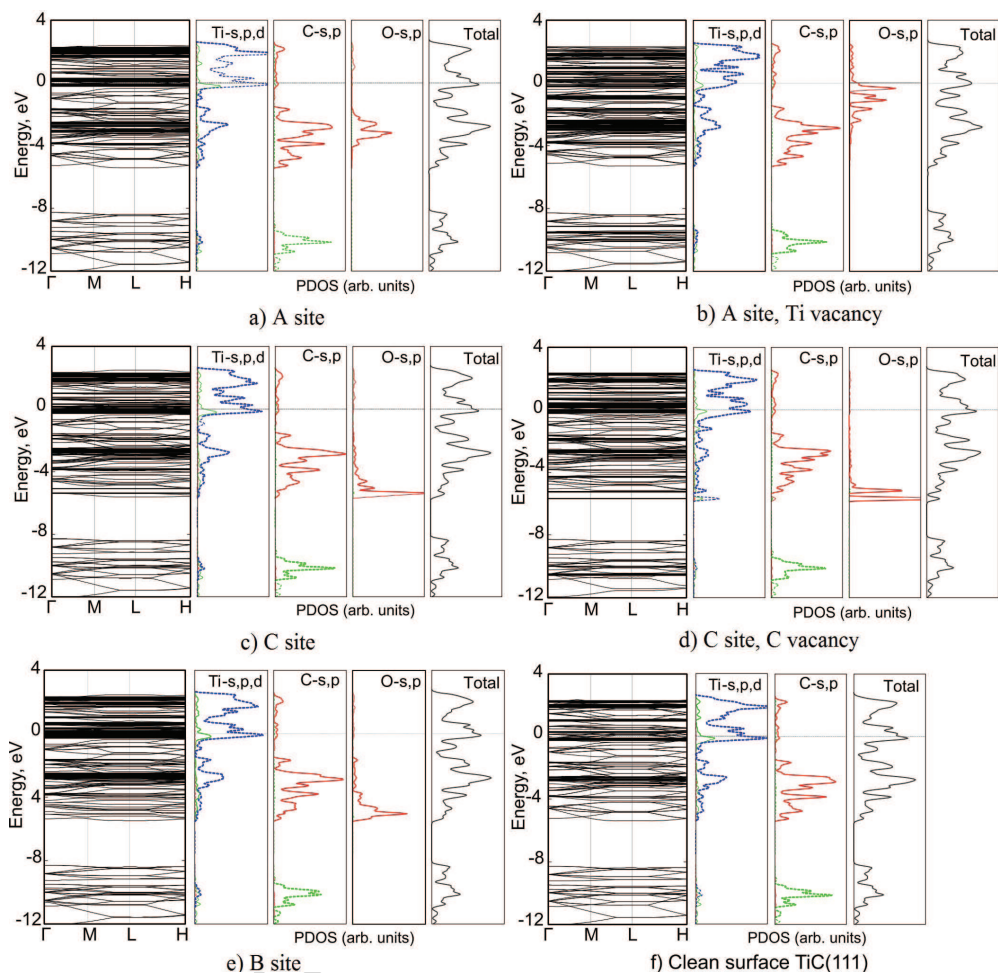 4
Ti-s,p,d
C-s,p
O-s,p
Total
0
-4
-8
-12
Energy, eV
Γ M L H
PDOS (arb. units)
a) A site
4
Ti-s,p,d
C-s,p
O-s,p
Total
0
-4
-8
-12
Energy, eV
Γ M L H
PDOS (arb. units)
b) A site, Ti vacancy
4
Ti-s,p,d
C-s,p
O-s,p
Total
0
-4
-8
-12
Energy, eV
Γ M L H
PDOS (arb. units)
c) C site
4
Ti-s,p,d
C-s,p
O-s,p
Total
0
-4
-8
-12
Energy, eV
Γ M L H
PDOS (arb. units)
d) C site, C vacancy
4
Ti-s,p,d
C-s,p
O-s,p
Total
0
4
-8
-12
Energy, eV
Γ M L H
PDOS (arb. units)
e) B site
4
Ti-s,p,d
C-s,p
Total
0
-4
-8
-12
Energy, eV
Γ M L H
PDOS (arb. units)
f) Clean surface TiC(111)